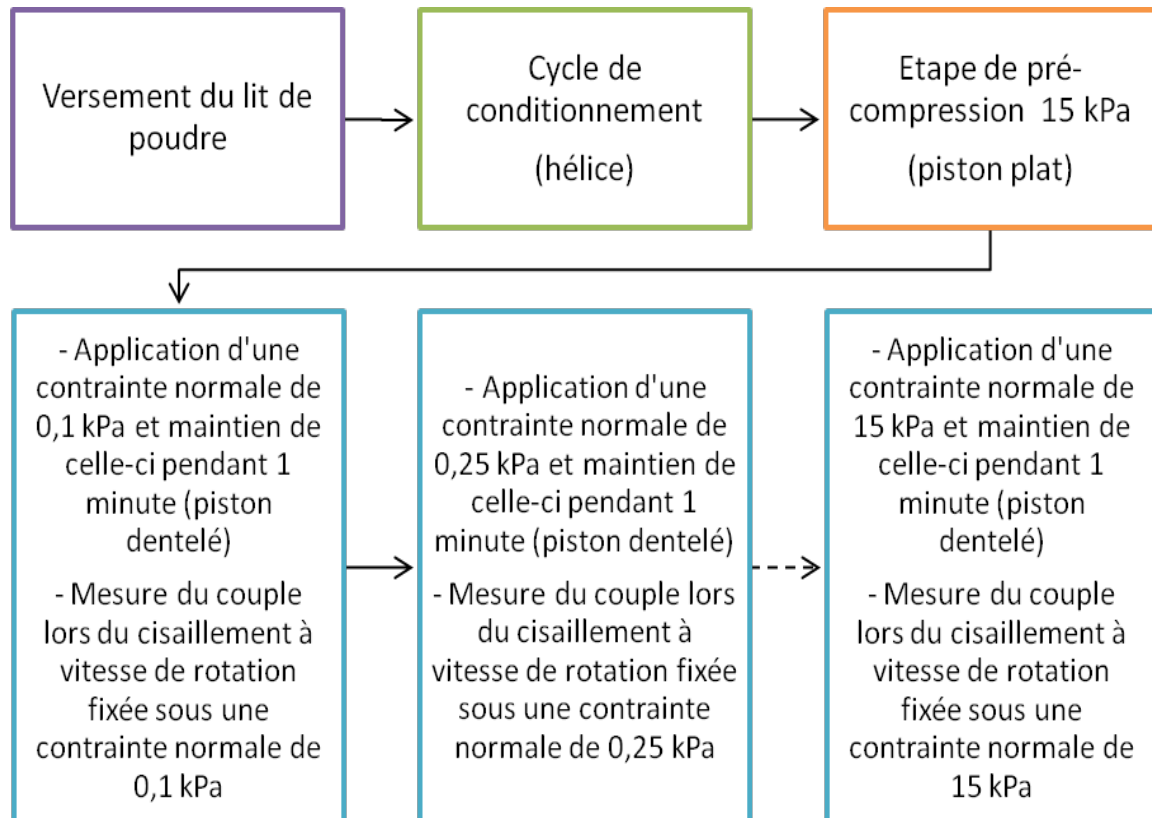 Versement du lit de
poudre
Cycle de
conditionnement
(hélice)
Etape de pré-
compression 15 kPa
(piston plat)
- Application d'une
contrainte normale de
0,1 kPa et maintien de
celle-ci pendant 1
minute (piston
dentelé)
- Mesure du couple
lors du cisaillement à
vitesse de rotation
fixée sous une
contrainte normale de
0,1 kPa
- Application d'une
contrainte normale de
0,25 kPa et maintien de
celle-ci pendant 1
minute (piston dentelé)
- Mesure du couple lors
du cisaillement à
vitesse de rotation fixée
sous une contrainte
normale de 0,25 kPa
- Application d'une
contrainte normale de
15 kPa et maintien de
celle-ci pendant 1
minute (piston
dentelé)
- Mesure du couple
lors du cisaillement à
vitesse de rotation
fixée sous une
contrainte normale de
15 kPa